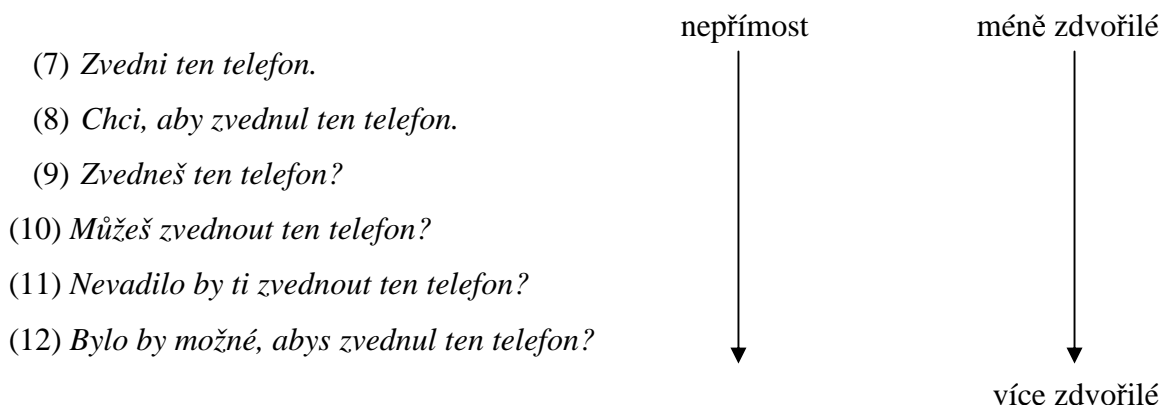 nepřímost méně zdvořilé
(7) Zvedni ten telefon.
(8) Chci, aby zvednul ten telefon.
(9) Zvedneš ten telefon?
(10) Můžeš zvednout ten telefon?
(11) Nevadilo by ti zvednout ten telefon?
(12) Bylo by možné, abys zvednul ten telefon?
více zdvořilé